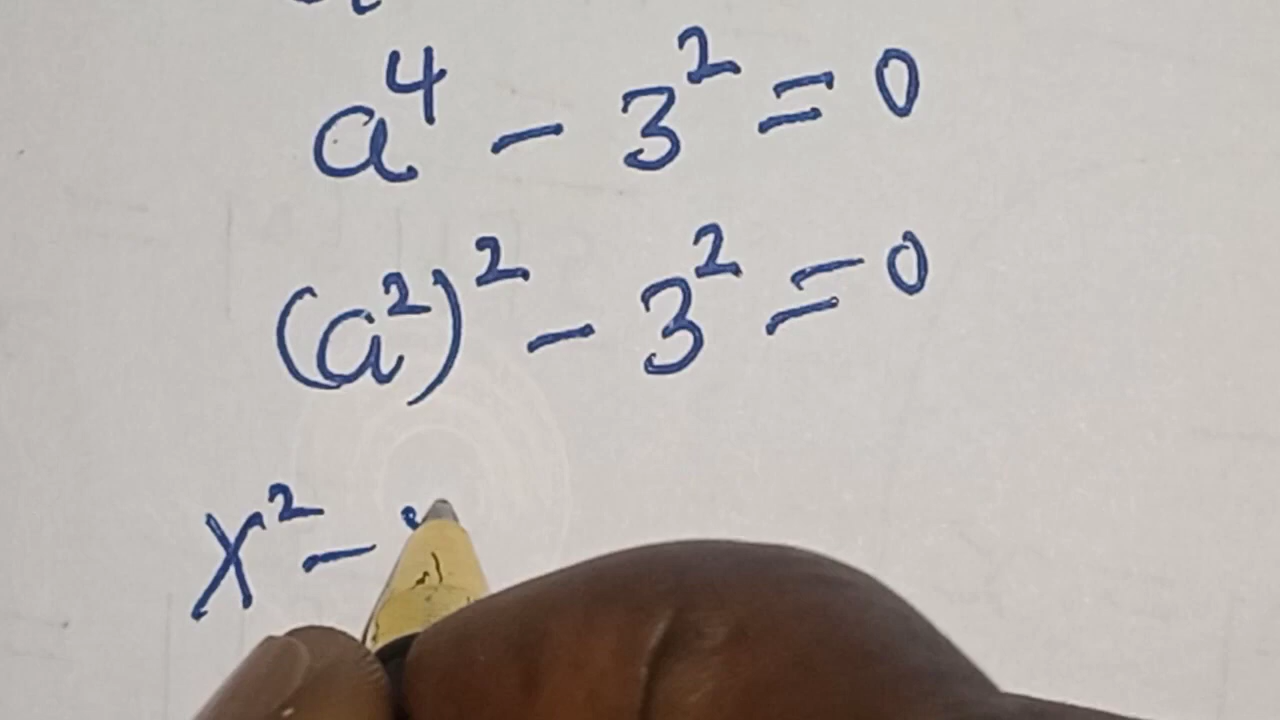 a⁴ - 3² = 0
(a²)² - 3² = 0
x² -